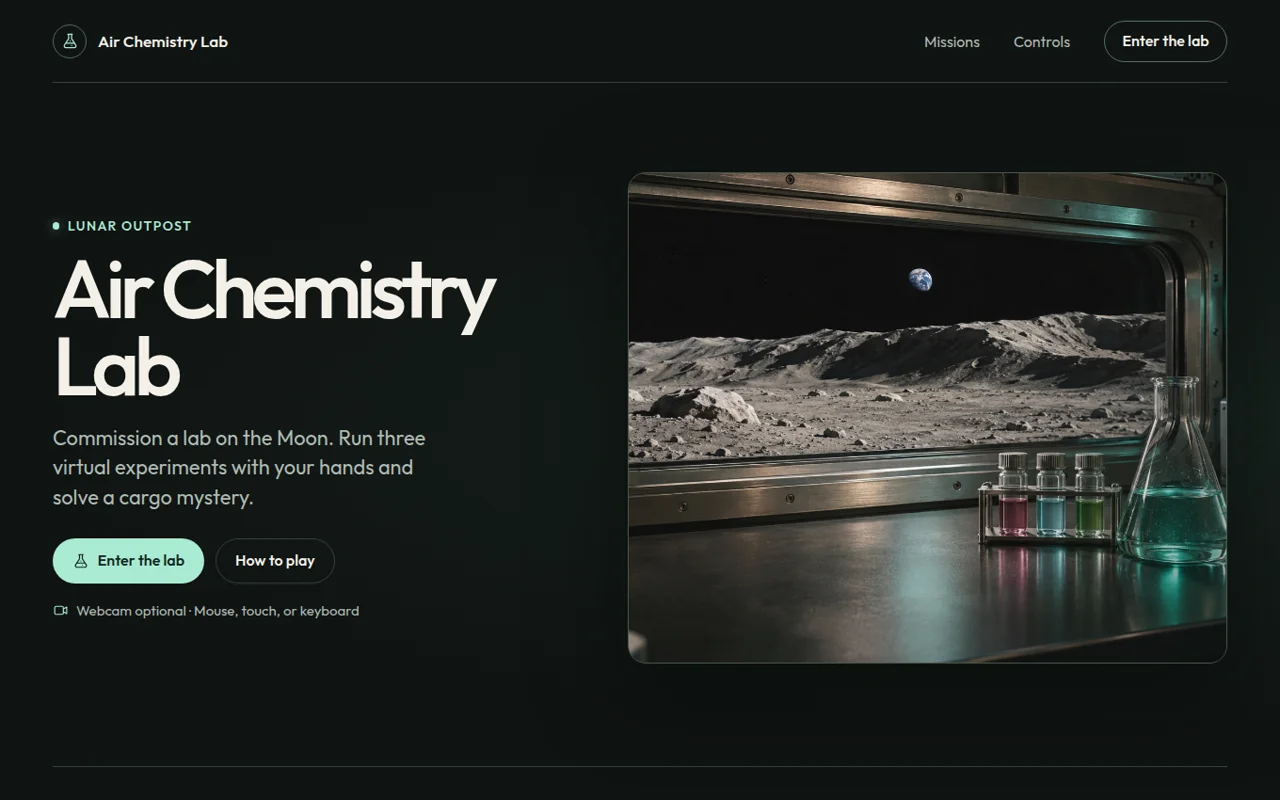 Air Chemistry Lab
Missions
Controls
Enter the lab
LUNAR OUTPOST
Air Chemistry
Lab
Commission a lab on the Moon. Run three
virtual experiments with your hands and
solve a cargo mystery.
Enter the lab
How to play
Webcam optional · Mouse, touch, or keyboard